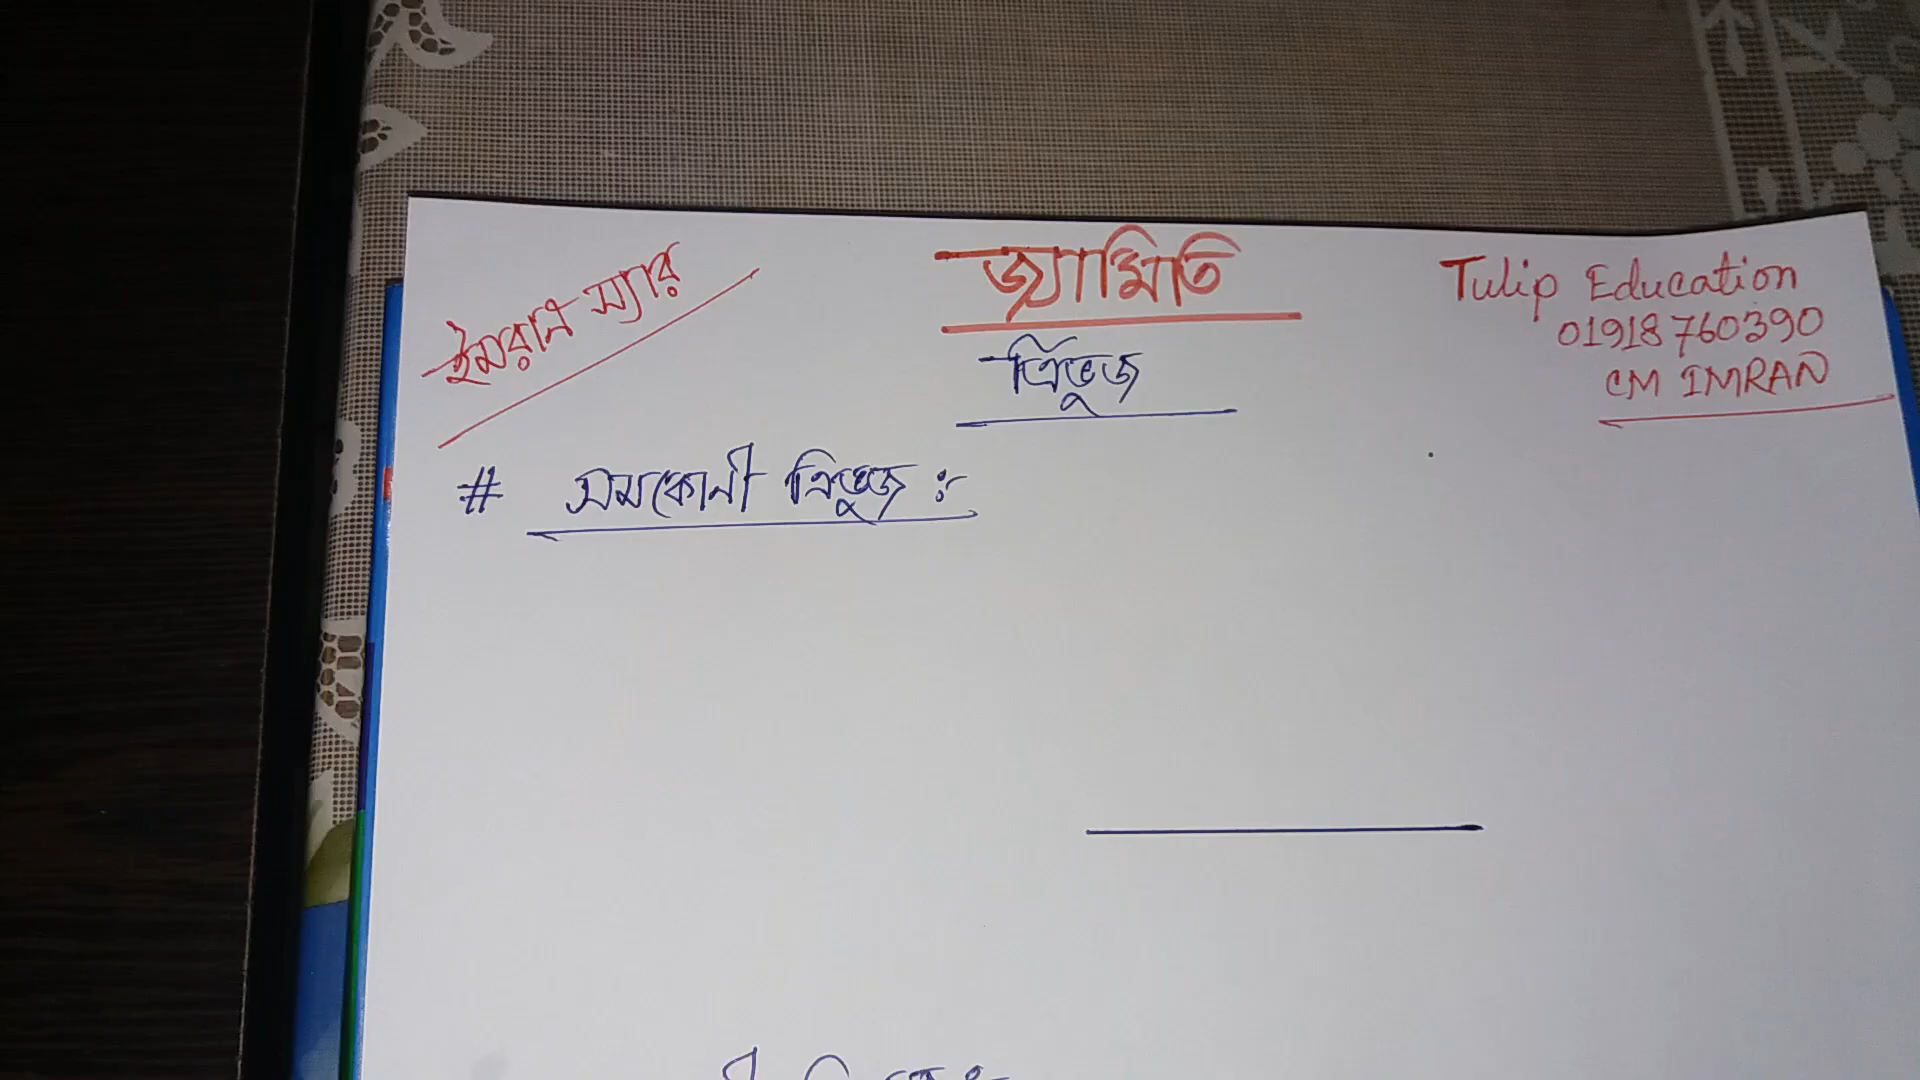 ইমরান স্যার
জ্যামিতি
Tulip Education
01918760390
CM IMRAN
ত্রিভুজ
# সমকোনী ত্রিভুজ :-